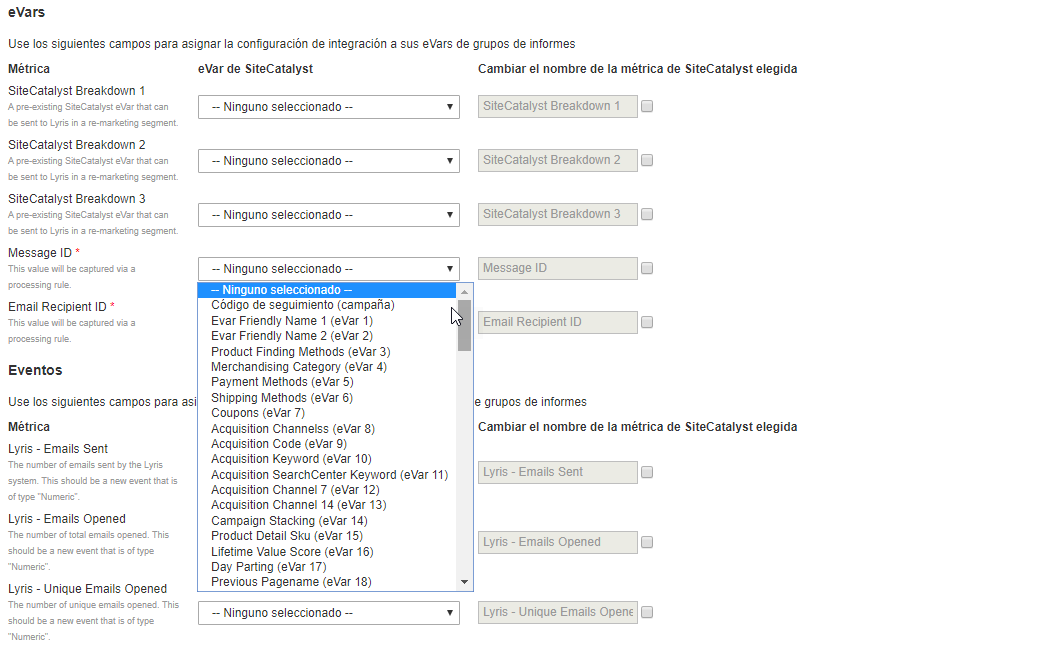 eVars
Use los siguientes campos para asignar la configuración de integración a sus eVars de grupos de informes
Métrica eVar de SiteCatalyst Cambiar el nombre de la métrica de SiteCatalyst elegida
SiteCatalyst Breakdown 1
A pre-existing SiteCatalyst eVar that can
be sent to Lyris in a re-marketing segment.
-- Ninguno seleccionado --
SiteCatalyst Breakdown 1
SiteCatalyst Breakdown 2
A pre-existing SiteCatalyst eVar that can
be sent to Lyris in a re-marketing segment.
-- Ninguno seleccionado --
SiteCatalyst Breakdown 2
SiteCatalyst Breakdown 3
A pre-existing SiteCatalyst eVar that can
be sent to Lyris in a re-marketing segment.
-- Ninguno seleccionado --
SiteCatalyst Breakdown 3
Message ID *
This value will be captured via a
processing rule.
-- Ninguno seleccionado --
Message ID
Email Recipient ID *
This value will be captured via a
processing rule.
Email Recipient ID
-- Ninguno seleccionado --
Código de seguimiento (campaña)
Evar Friendly Name 1 (eVar 1)
Evar Friendly Name 2 (eVar 2)
Product Finding Methods (eVar 3)
Merchandising Category (eVar 4)
Payment Methods (eVar 5)
Shipping Methods (eVar 6)
Coupons (eVar 7)
Acquisition Channelss (eVar 8)
Acquisition Code (eVar 9)
Acquisition Keyword (eVar 10)
Acquisition SearchCenter Keyword (eVar 11)
Acquisition Channel 7 (eVar 12)
Acquisition Channel 14 (eVar 13)
Campaign Stacking (eVar 14)
Product Detail Sku (eVar 15)
Lifetime Value Score (eVar 16)
Day Parting (eVar 17)
Previous Pagename (eVar 18)
Eventos
Use los siguientes campos para asi e grupos de informes
Métrica Cambiar el nombre de la métrica de SiteCatalyst elegida
Lyris - Emails Sent
The number of emails sent by the Lyris
system. This should be a new event that is
of type "Numeric".
Lyris - Emails Sent
Lyris - Emails Opened
The number of total emails opened. This
should be a new event that is of type
"Numeric".
Lyris - Emails Opened
Lyris - Unique Emails Opened
The number of unique emails opened. This
should be a new event that is of type
"Numeric".
-- Ninguno seleccionado --
Lyris - Unique Emails Opene